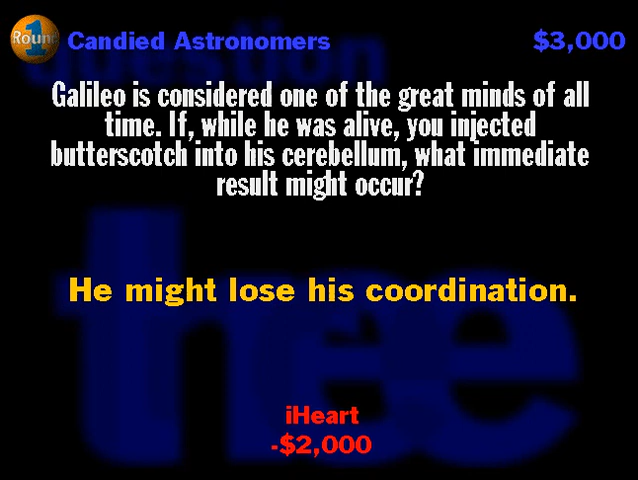 Round 1
Candied Astronomers
$3,000
question
Galileo is considered one of the great minds of all
time. If, while he was alive, you injected
butterscotch into his cerebellum, what immediate
result might occur?
He might lose his coordination.
three
iHeart
-$2,000